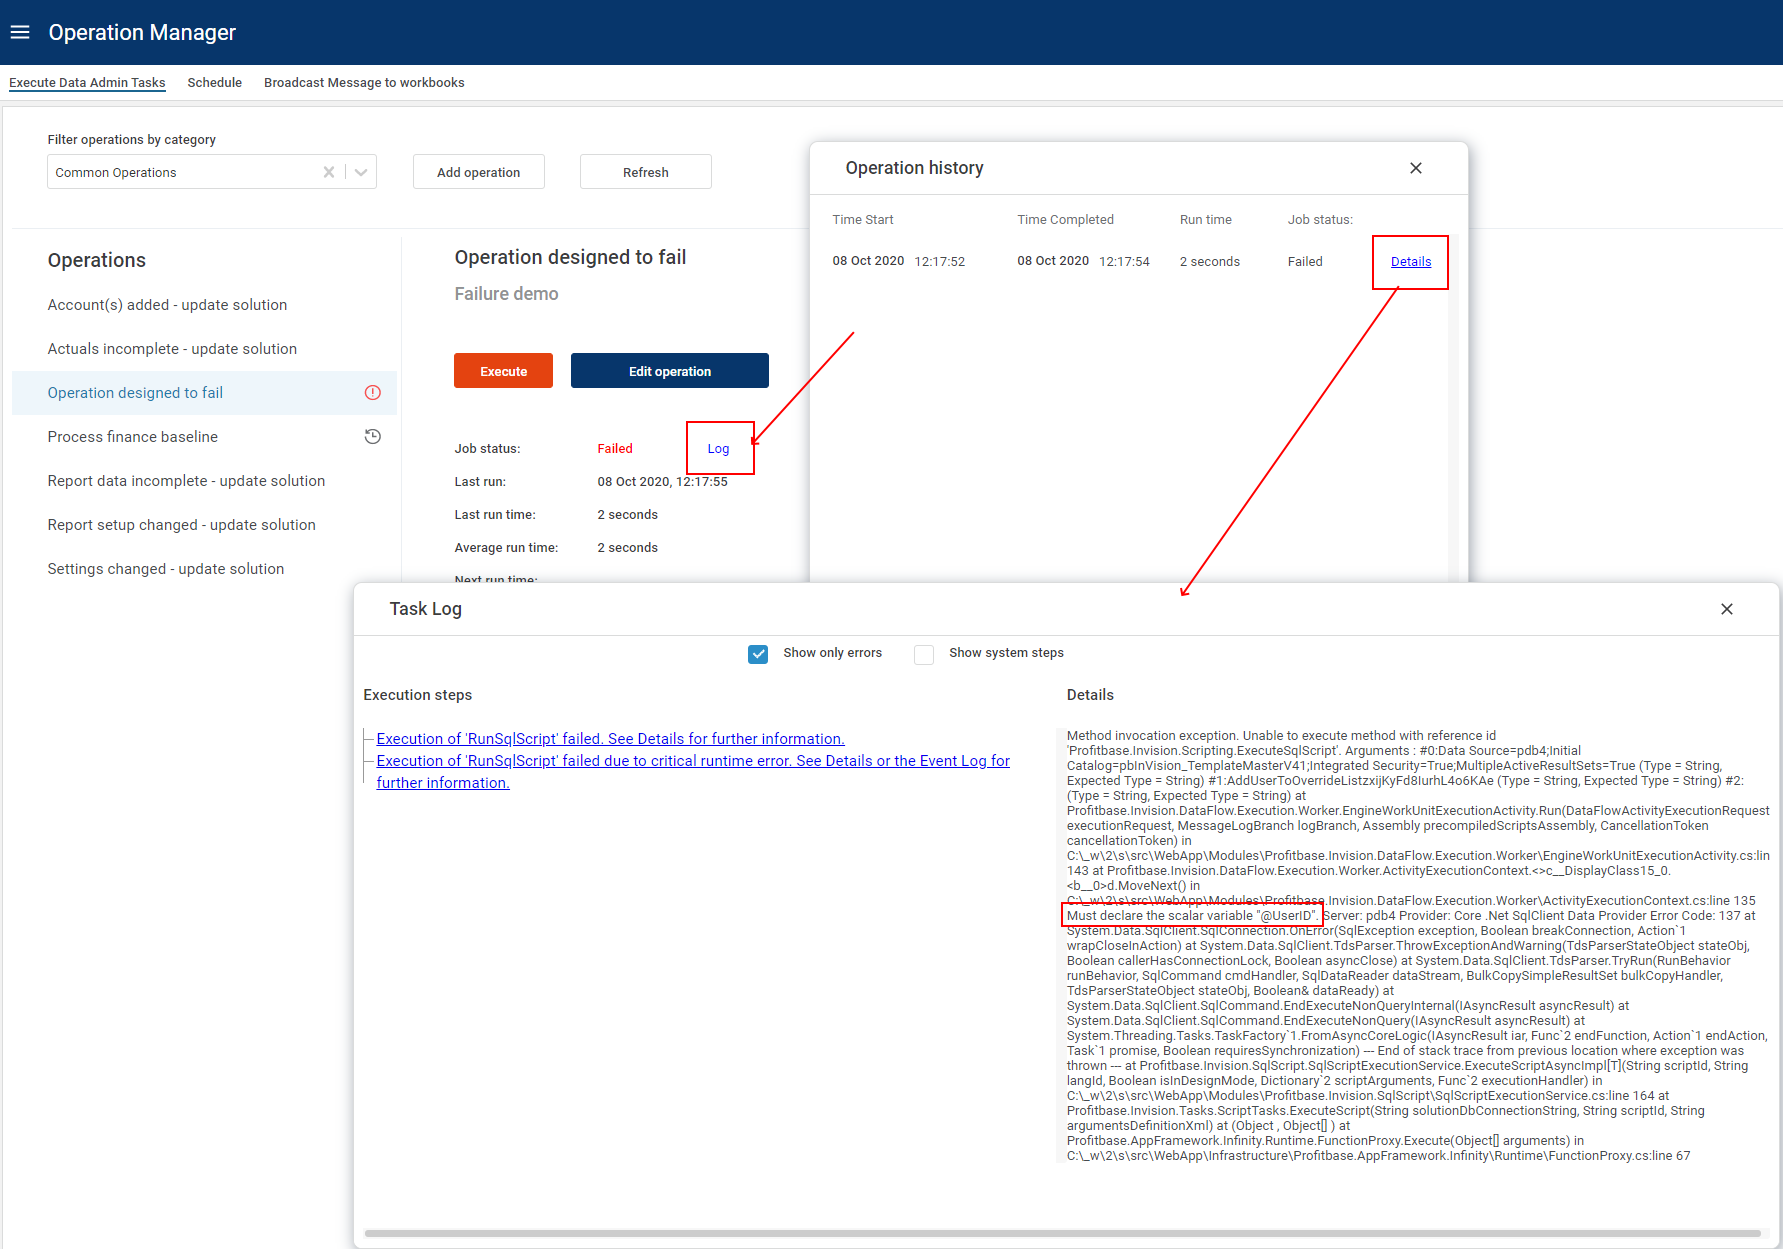 Operation Manager
Execute Data Admin Tasks Schedule Broadcast Message to workbooks
Filter operations by category
Common Operations
Add operation
Refresh
Operations
Account(s) added - update solution
Actuals incomplete - update solution
Operation designed to fail
Process finance baseline
Report data incomplete - update solution
Report setup changed - update solution
Settings changed - update solution
Operation designed to fail
Failure demo
Execute
Edit operation
Job status: Failed Log
Last run: 08 Oct 2020, 12:17:55
Last run time: 2 seconds
Average run time: 2 seconds
Next run time:
Operation history
Time Start Time Completed Run time Job status:
08 Oct 2020 12:17:52 08 Oct 2020 12:17:54 2 seconds Failed Details
Task Log
Show only errors Show system steps
Execution steps
Execution of 'RunSqlScript' failed. See Details for further information.
Execution of 'RunSqlScript' failed due to critical runtime error. See Details or the Event Log for
further information.
Details
Method invocation exception. Unable to execute method with reference id
'Profitbase.Invision.Scripting.ExecuteSqlScript'. Arguments : #0:Data Source=pdb4;Initial
Catalog=pbInVision_TemplateMasterV41;Integrated Security=True;MultipleActiveResultSets=True (Type = String,
Expected Type = String) #1:AddUserToOverrideListzxijKyFd8IurhL4o6KAe (Type = String, Expected Type = String) #2:
(Type = String, Expected Type = String) at
Profitbase.Invision.DataFlow.Execution.Worker.EngineWorkUnitExecutionActivity.Run(DataFlowActivityExecutionRequest
executionRequest, MessageLogBranch logBranch, Assembly precompiledScriptsAssembly, CancellationToken
cancellationToken) in
C:\_w\2\s\src\WebApp\Modules\Profitbase.Invision.DataFlow.Execution.Worker\EngineWorkUnitExecutionActivity.cs:lin
143 at Profitbase.Invision.DataFlow.Execution.Worker.ActivityExecutionContext.<>c__DisplayClass15_0.
<b__0>d.MoveNext() in
C:\_w\2\s\src\WebApp\Modules\Profitbase.Invision.DataFlow.Execution.Worker\ActivityExecutionContext.cs:line 135
Must declare the scalar variable "@UserID". Server: pdb4 Provider: Core .Net SqlClient Data Provider Error Code: 137 at
System.Data.SqlClient.SqlConnection.OnError(SqlException exception, Boolean breakConnection, Action`1
wrapCloseInAction) at System.Data.SqlClient.TdsParser.ThrowExceptionAndWarning(TdsParserStateObject stateObj,
Boolean callerHasConnectionLock, Boolean asyncClose) at System.Data.SqlClient.TdsParser.TryRun(RunBehavior
runBehavior, SqlCommand cmdHandler, SqlDataReader dataStream, BulkCopySimpleResultSet bulkCopyHandler,
TdsParserStateObject stateObj, Boolean& dataReady) at
System.Data.SqlClient.SqlCommand.EndExecuteNonQueryInternal(IAsyncResult asyncResult) at
System.Data.SqlClient.SqlCommand.EndExecuteNonQuery(IAsyncResult asyncResult) at
System.Threading.Tasks.TaskFactory`1.FromAsyncCoreLogic(IAsyncResult iar, Func`2 endFunction, Action`1 endAction,
Task`1 promise, Boolean requiresSynchronization) --- End of stack trace from previous location where exception was
thrown --- at Profitbase.Invision.SqlScript.SqlScriptExecutionService.ExecuteScriptAsyncImpl[T](String scriptId, String
langId, Boolean isInDesignMode, Dictionary`2 scriptArguments, Func`2 executionHandler) in
C:\_w\2\s\src\WebApp\Modules\Profitbase.Invision.SqlScript\SqlScriptExecutionService.cs:line 164 at
Profitbase.Invision.Tasks.ScriptTasks.ExecuteScript(String solutionDbConnectionString, String scriptId, String
argumentsDefinitionXml) at (Object , Object[] ) at
Profitbase.AppFramework.Infinity.Runtime.FunctionProxy.Execute(Object[] arguments) in
C:\_w\2\s\src\WebApp\Infrastructure\Profitbase.AppFramework.Infinity\Runtime\FunctionProxy.cs:line 67